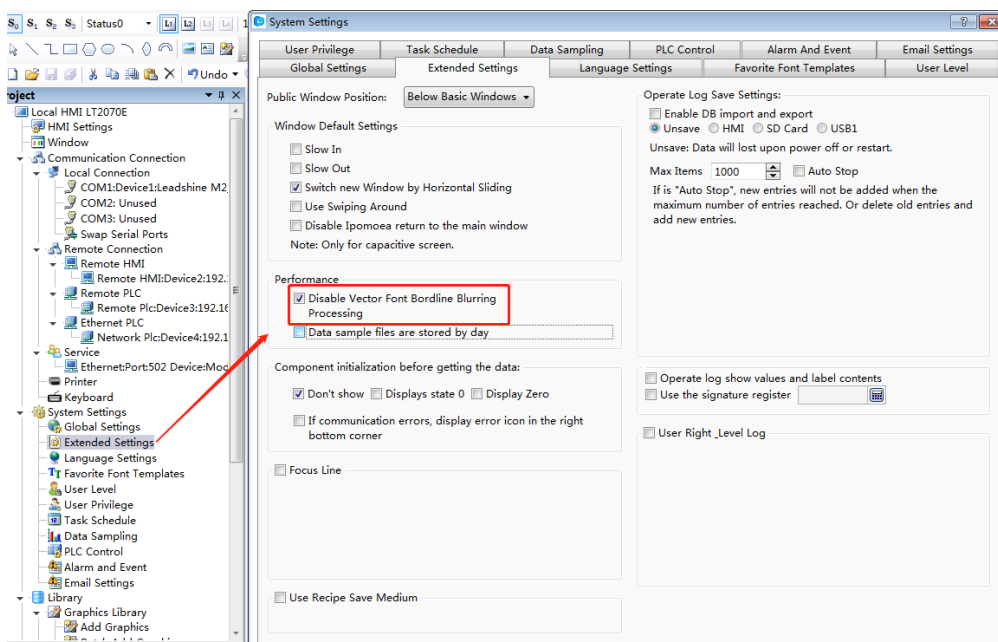 S0 S1 S2 S3 Status0 L1 L2 L3 L4 1
Undo
System Settings
roject
Local HMI LT2070E
HMI Settings
Window
Communication Connection
Local Connection
COM1:Device1:Leadshine M2
COM2: Unused
COM3: Unused
Swap Serial Ports
Remote Connection
Remote HMI
Remote HMI:Device2:192.
Remote PLC
Remote Plc:Device3:192.16
Ethernet PLC
Network Plc:Device4:192.1
Service
Ethernet:Port:502 Device:Mod
Printer
Keyboard
System Settings
Global Settings
Extended Settings
Language Settings
Favorite Font Templates
User Level
User Privilege
Task Schedule
Data Sampling
PLC Control
Alarm and Event
Email Settings
Library
Graphics Library
Add Graphics
User Privilege Task Schedule Data Sampling PLC Control Alarm And Event Email Settings
Global Settings Extended Settings Language Settings Favorite Font Templates User Level
Public Window Position: Below Basic Windows
Window Default Settings
Slow In
Slow Out
Switch new Window by Horizontal Sliding
Use Swiping Around
Disable Ipomoea return to the main window
Note: Only for capacitive screen.
Performance
Disable Vector Font Bordline Blurring
Processing
Data sample files are stored by day
Component initialization before getting the data:
Don't show Displays state 0 Display Zero
If communication errors, display error icon in the right
bottom corner
Focus Line
Use Recipe Save Medium
Operate Log Save Settings:
Enable DB import and export
Unsave HMI SD Card USB1
Unsave: Data will lost upon power off or restart.
Max Items 1000 Auto Stop
If is "Auto Stop", new entries will not be added when the
maximum number of entries reached. Or delete old entries and
add new entries.
Operate log show values and label contents
Use the signature register
User Right _Level Log